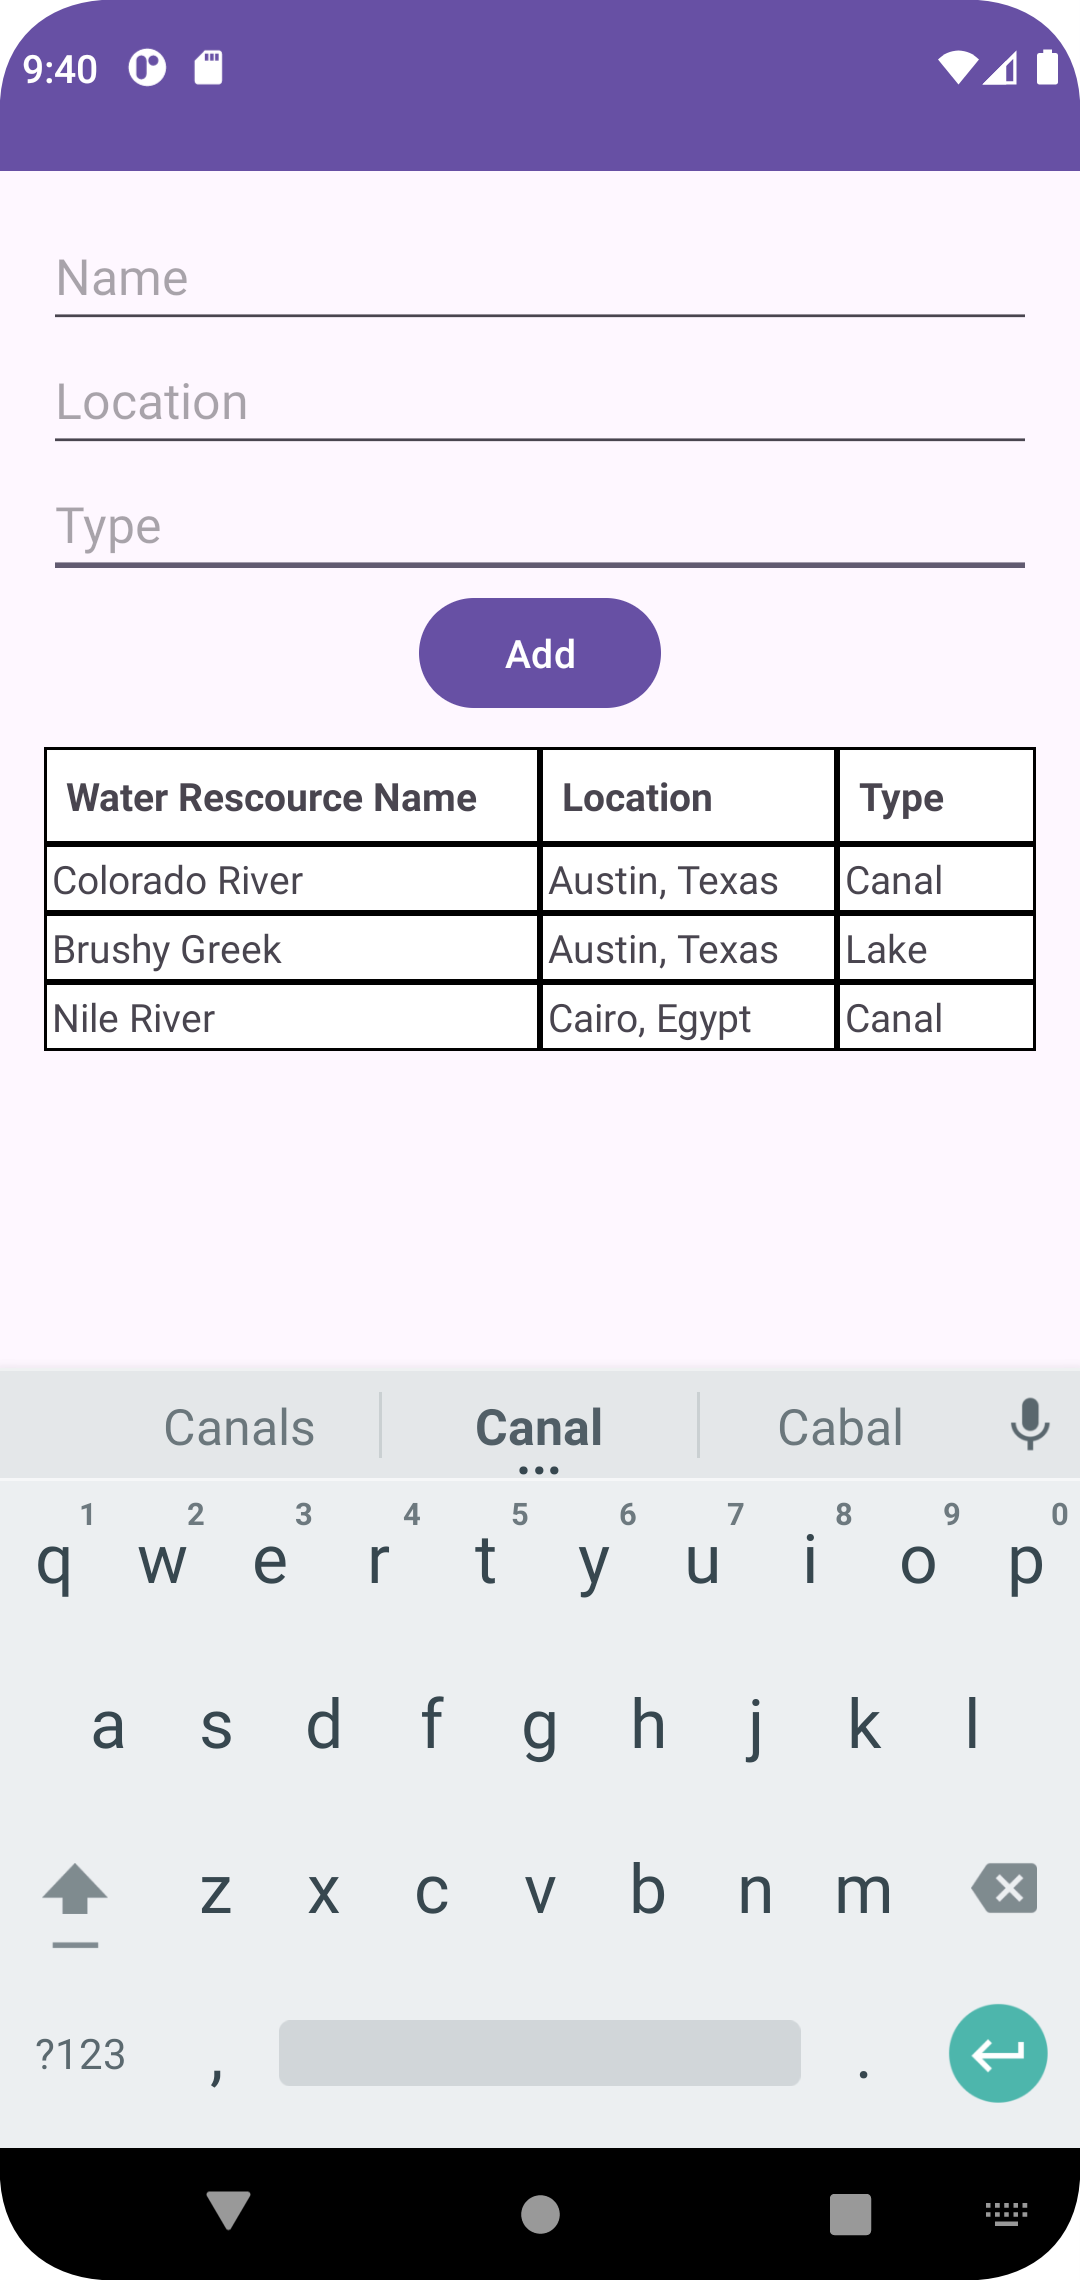 9:40
Name
Location
Type
Add
Water Rescource Name Location Type
Colorado River Austin, Texas Canal
Brushy Greek Austin, Texas Lake
Nile River Cairo, Egypt Canal
Canals Canal Cabal
1 2 3 4 5 6 7 8 9 0
q w e r t y u i o p
a s d f g h j k l
z x c v b n m
?123 , .